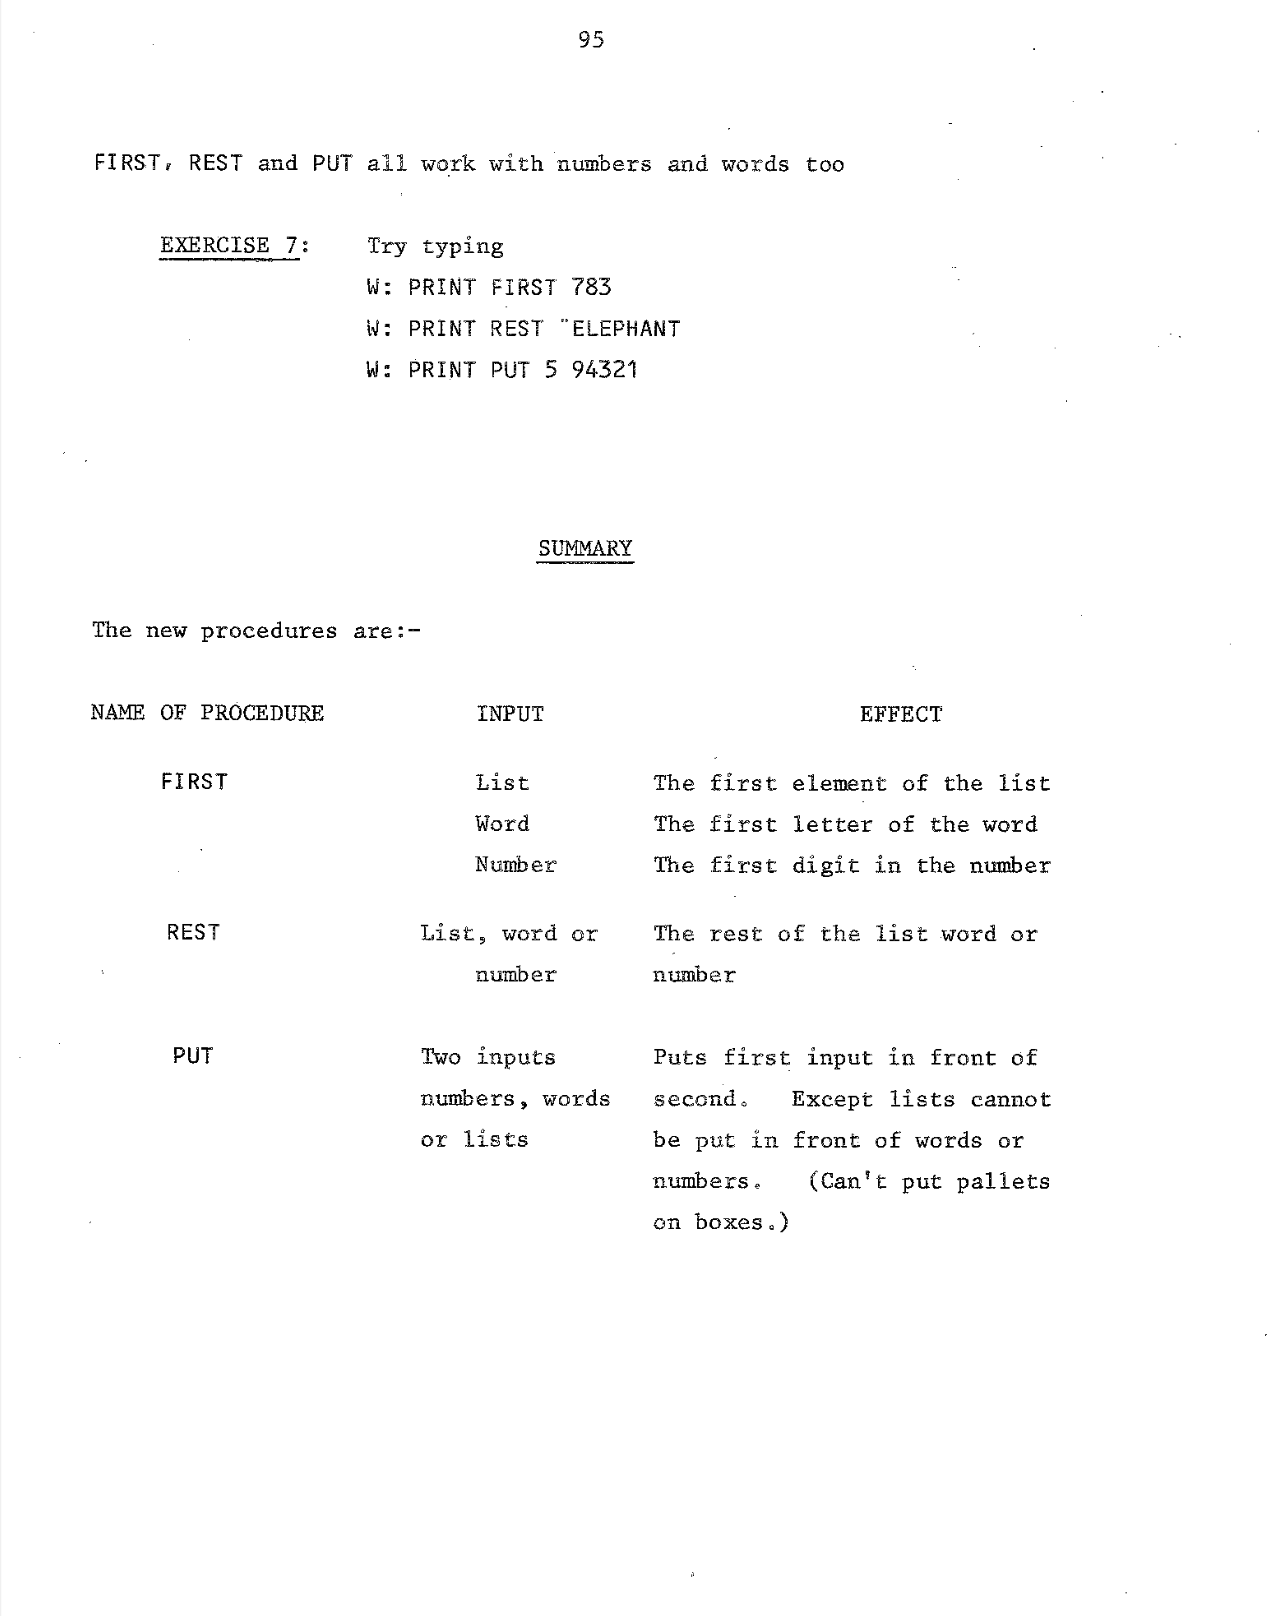 95
FIRST, REST and PUT all work with numbers and words too
EXERCISE 7: Try typing
W: PRINT FIRST 783
W: PRINT REST "ELEPHANT
W: PRINT PUT 5 94321
SUMMARY
The new procedures are:-
NAME OF PROCEDURE INPUT EFFECT
FIRST List The first element of the list
Word The first letter of the word
Number The first digit in the number
REST List, word or The rest of the list word or
number number
PUT Two inputs Puts first input in front of
numbers, words second. Except lists cannot
or lists be put in front of words or
numbers. (Can't put pallets
on boxes.)